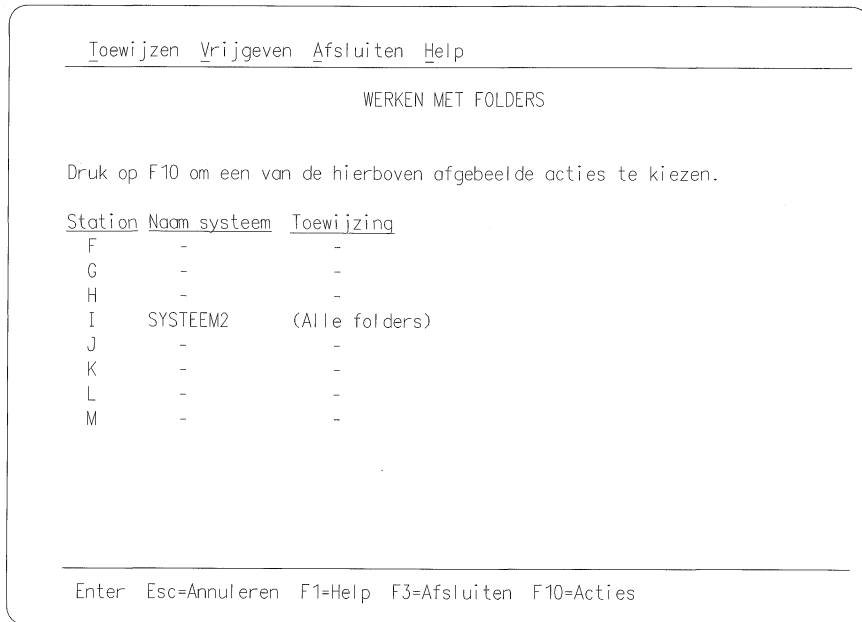 Toewijzen Vrijgeven Afsluiten Help
WERKEN MET FOLDERS
Druk op F10 om een van de hierboven afgebeelde acties te kiezen.
Station Naam systeem Toewijzing
F - -
G - -
H - -
I SYSTEEM2 (Alle folders)
J - -
K - -
L - -
M - -
Enter Esc=Annuleren F1=Help F3=Afsluiten F10=Acties